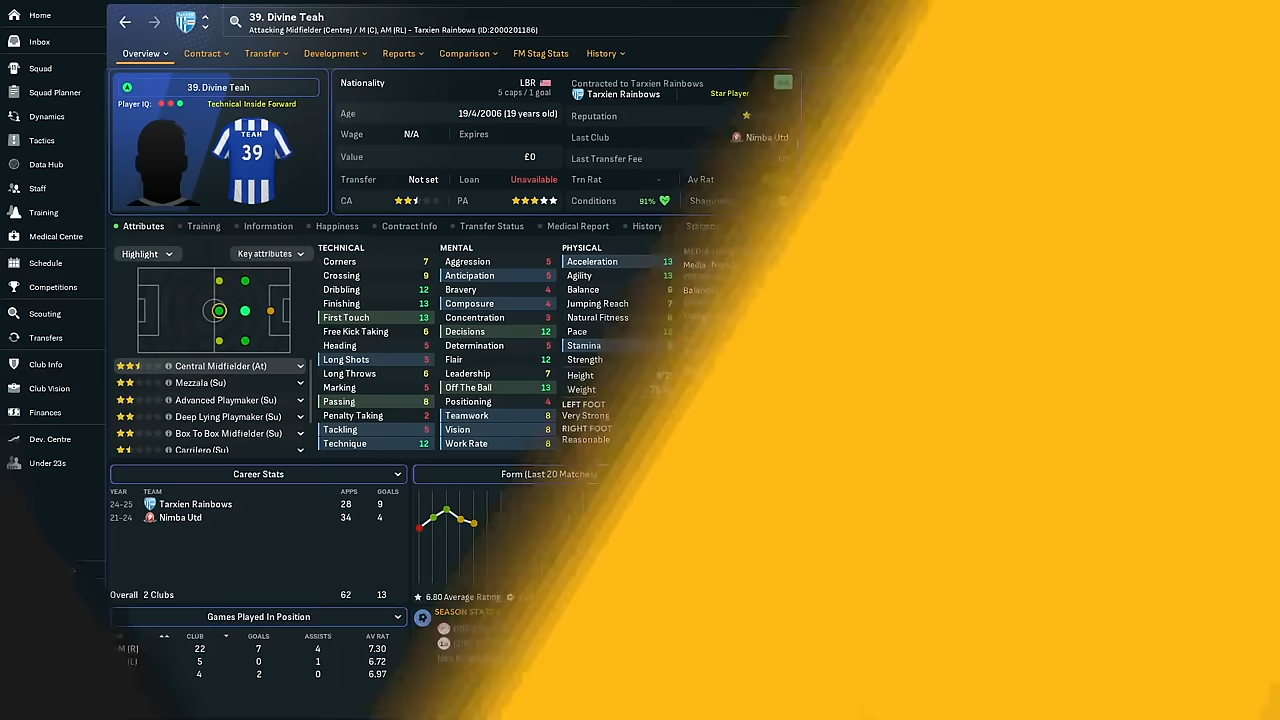 Home
Inbox
Squad
Squad Planner
Dynamics
Tactics
Data Hub
Staff
Training
Medical Centre
Schedule
Competitions
Scouting
Transfers
Club Info
Club Vision
Finances
Dev. Centre
Under 23s
39. Divine Teah
Attacking Midfielder (Centre) / M (C), AM (RL) - Tarxien Rainbows (ID:2000201186)
Overview Contract Transfer Development Reports Comparison FM Stag Stats History
A 39. Divine Teah
Player IQ: Technical Inside Forward
TEAH
39
Nationality LBR
5 caps / 1 goal
Age 19/4/2006 (19 years old)
Wage N/A Expires
Value £0
Transfer Not set Loan Unavailable
CA PA
Contracted to Tarxien Rainbows
Tarxien Rainbows Star Player
Reputation
Last Club Nimba Utd
Last Transfer Fee
Trn Rat - Av Rat
Conditions 91%
Attributes Training Information Happiness Contract Info Transfer Status Medical Report History
Highlight Key attributes
Central Midfielder (At)
Mezzala (Su)
Advanced Playmaker (Su)
Deep Lying Playmaker (Su)
Box To Box Midfielder (Su)
Carrilero (Su)
TECHNICAL
Corners 7
Crossing 9
Dribbling 12
Finishing 13
First Touch 13
Free Kick Taking 6
Heading 5
Long Shots 5
Long Throws 6
Marking 5
Passing 8
Penalty Taking 2
Tackling 5
Technique 12
MENTAL
Aggression 5
Anticipation 5
Bravery 4
Composure 4
Concentration 3
Decisions 12
Determination 5
Flair 12
Leadership 7
Off The Ball 13
Positioning 4
Teamwork 8
Vision 8
Work Rate 8
PHYSICAL
Acceleration 13
Agility 13
Balance
Jumping Reach 7
Natural Fitness
Pace
Stamina
Strength
Height
Weight
LEFT FOOT
Very Strong
RIGHT FOOT
Reasonable
Career Stats
YEAR TEAM APPS GOALS
24-25 Tarxien Rainbows 28 9
21-24 Nimba Utd 34 4
Overall 2 Clubs 62 13
Form (Last 20 Matches)
6.80 Average Rating
SEASON STATS
Games Played In Position
CLUB GOALS ASSISTS AV RAT
(R) 22 7 4 7.30
(L) 5 0 1 6.72
4 2 0 6.97